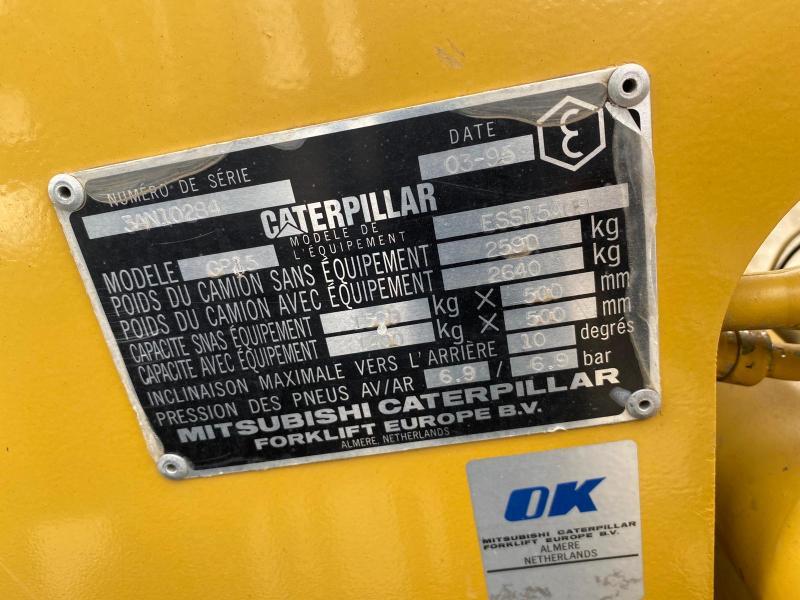 NUMÉRO DE SÉRIE DATE
3AN10284 03-95
CATERPILLAR
MODELE GP15 MODELE DE L'ÉQUIPEMENT
POIDS DU CAMION SANS ÉQUIPEMENT 2590 kg
POIDS DU CAMION AVEC ÉQUIPEMENT 2640 kg
CAPACITE SNAS ÉQUIPEMENT kg X 500 mm
CAPACITE AVEC ÉQUIPEMENT kg X 500 mm
INCLINAISON MAXIMALE VERS L'ARRIÈRE 10 degrés
PRESSION DES PNEUS AV/AR 6.9 / 6.9 bar
MITSUBISHI CATERPILLAR
FORKLIFT EUROPE B.V.
ALMERE, NETHERLANDS
OK
MITSUBISHI CATERPILLAR
FORKLIFT EUROPE B.V.
ALMERE
NETHERLANDS